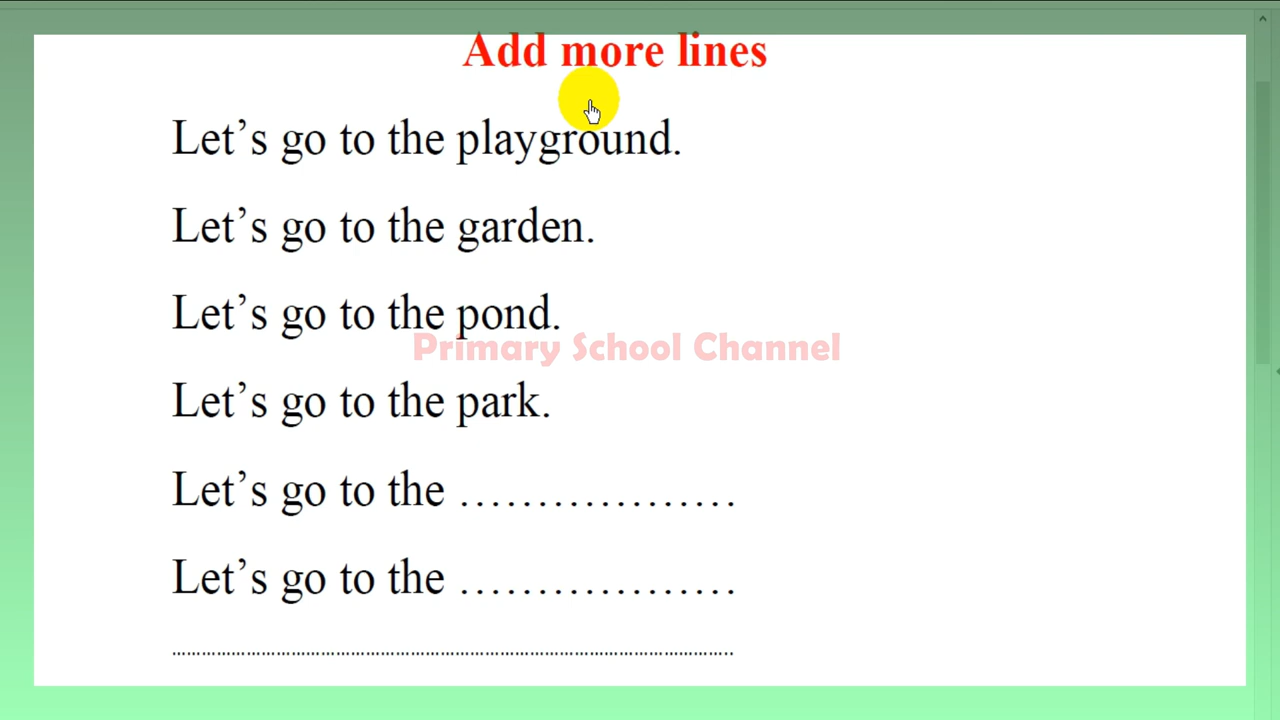 Add more lines
Let’s go to the playground.
Let’s go to the garden.
Let’s go to the pond.
Primary School Channel
Let’s go to the park.
Let’s go to the ………………
Let’s go to the ………………
…………………………………………………………………………………………………..